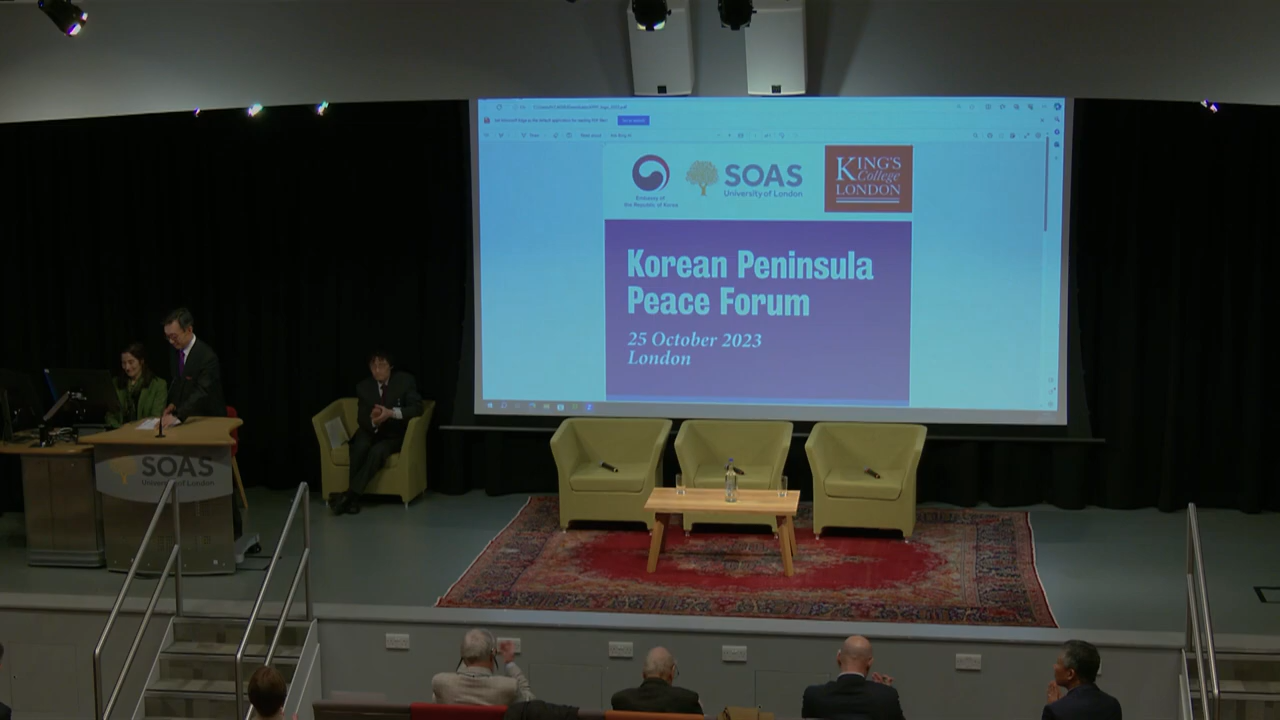 Embassy of
the Republic of Korea
SOAS
University of London
KING'S
College
LONDON
Korean Peninsula
Peace Forum
25 October 2023
London
SOAS
University of London